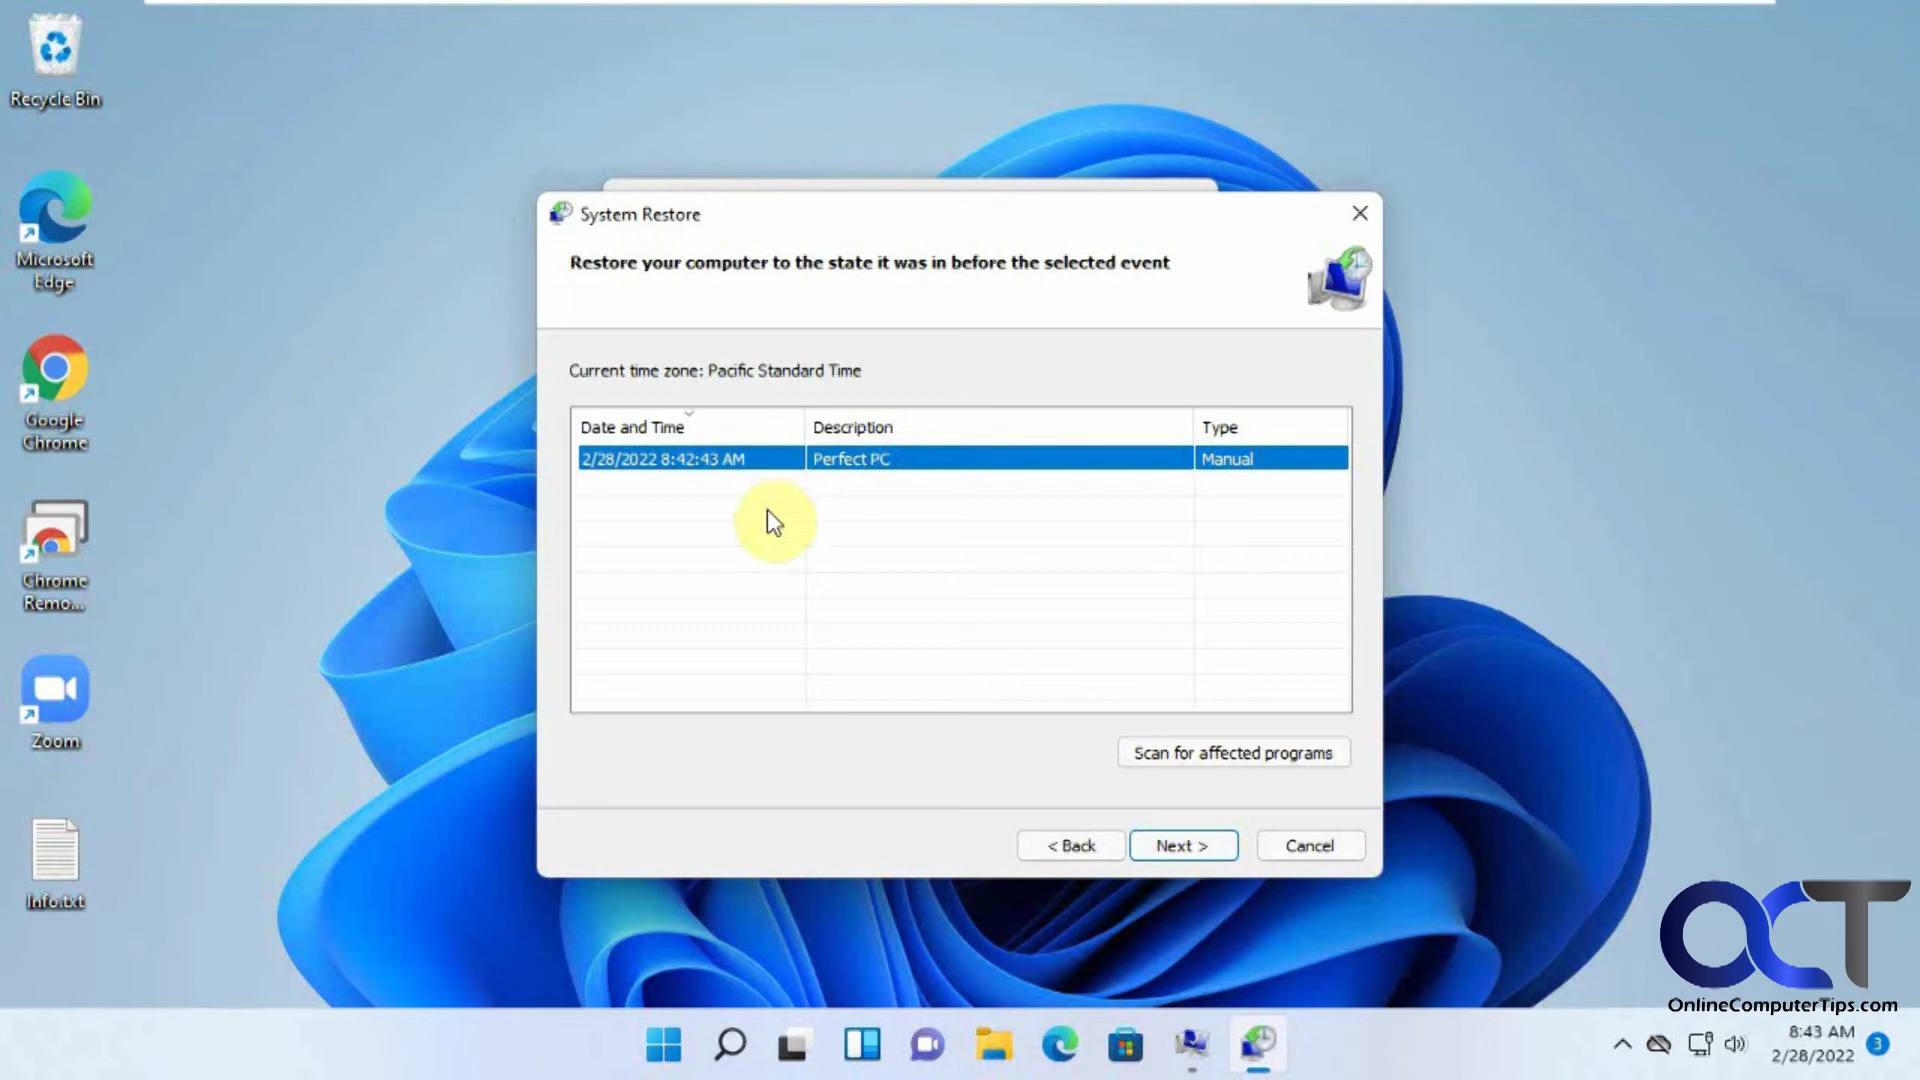 Recycle Bin
Microsoft
Edge
Google
Chrome
Chrome
Remo...
Zoom
Info.txt
System Restore
Restore your computer to the state it was in before the selected event
Current time zone: Pacific Standard Time
Date and Time Description Type
2/28/2022 8:42:43 AM Perfect PC Manual
Scan for affected programs
< Back Next > Cancel
OCT
OnlineComputerTips.com
8:43 AM
2/28/2022
3